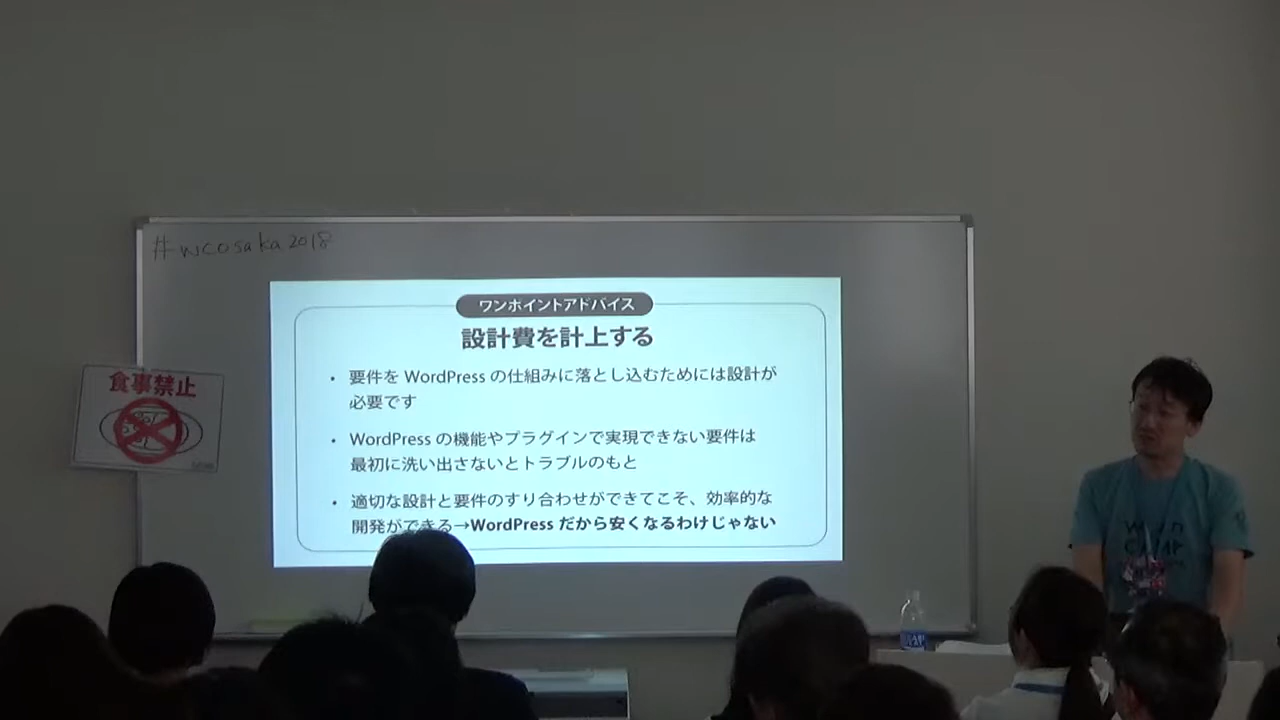 #wcosaka2018
ワンポイントアドバイス
設計費を計上する
・ 要件を WordPress の仕組みに落とし込むためには設計が
必要です
・ WordPress の機能やプラグインで実現できない要件は
最初に洗い出さないとトラブルのもと
・ 適切な設計と要件のすり合わせができてこそ、効率的な
開発ができる→WordPress だから安くなるわけじゃない
食事禁止
CAMP